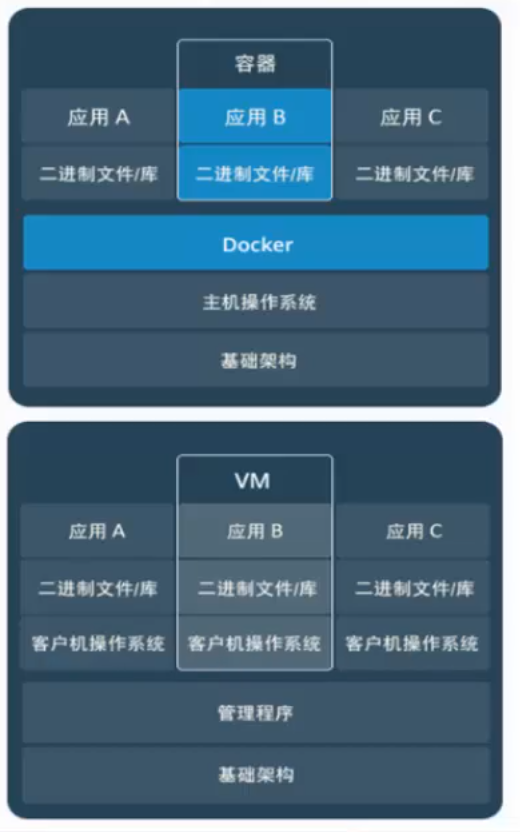 容器
应用 A 应用 B 应用 C
二进制文件/库 二进制文件/库 二进制文件/库
Docker
主机操作系统
基础架构
VM
应用 A 应用 B 应用 C
二进制文件/库 二进制文件/库 二进制文件/库
客户机操作系统 客户机操作系统 客户机操作系统
管理程序
基础架构